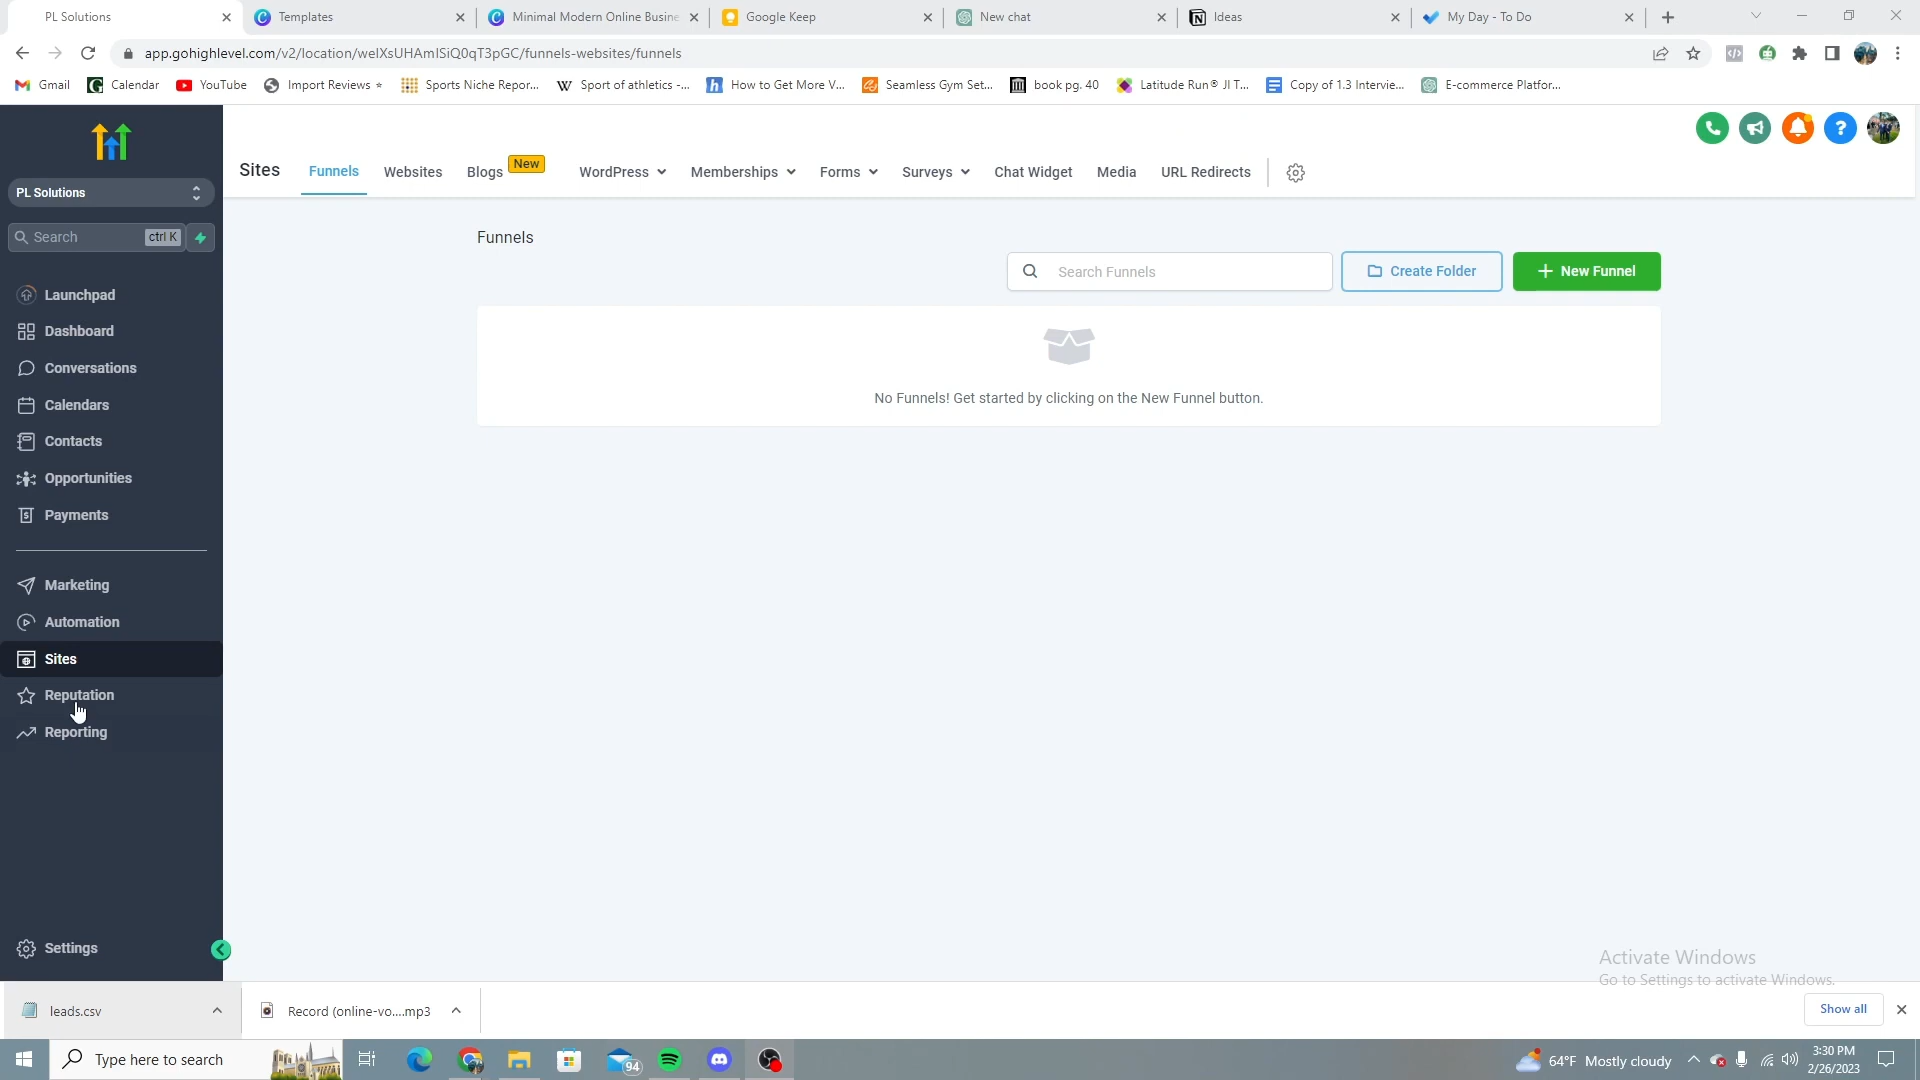 PL Solutions
Templates
Minimal Modern Online Busine
Google Keep
New chat
Ideas
My Day - To Do
app.gohighlevel.com/v2/location/welXsUHAmlSiQ0qT3pGC/funnels-websites/funnels
Gmail
Calendar
YouTube
Import Reviews
Sports Niche Repor...
Sport of athletics -...
How to Get More V...
Seamless Gym Set...
book pg. 40
Latitude Run® JI T...
Copy of 1.3 Intervie...
E-commerce Platfor...
PL Solutions
Search
ctrl K
Launchpad
Dashboard
Conversations
Calendars
Contacts
Opportunities
Payments
Marketing
Automation
Sites
Reputation
Reporting
Settings
Sites
Funnels
Websites
Blogs
New
WordPress
Memberships
Forms
Surveys
Chat Widget
Media
URL Redirects
Funnels
Search Funnels
Create Folder
+ New Funnel
No Funnels! Get started by clicking on the New Funnel button.
Activate Windows
Go to Settings to activate Windows.
leads.csv
Record (online-vo....mp3
Show all
Type here to search
94
64°F Mostly cloudy
3:30 PM
2/26/2023